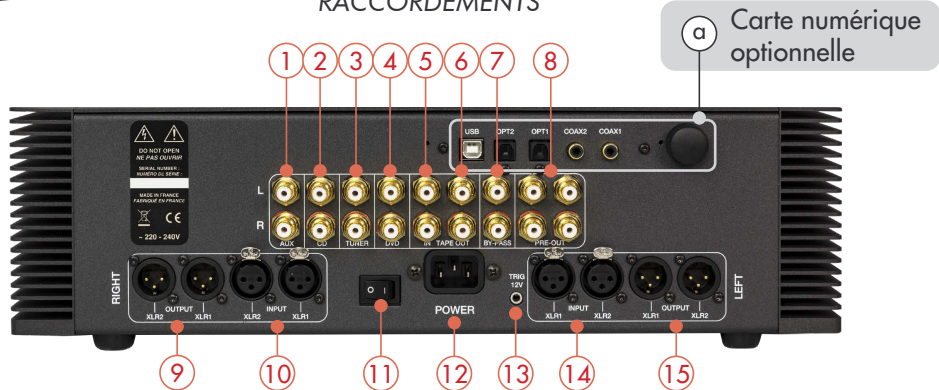 RACCORDEMENTS
a Carte numérique
optionnelle
1 2 3 4 5 6 7 8
USB OPT2 OPT1 COAX2 COAX1
DO NOT OPEN
NE PAS OUVRIR
SERIAL NUMBER :
NUMÉRO DE SÉRIE :
MADE IN FRANCE
FABRIQUÉ EN FRANCE
CE
~ 220 - 240V
L
R
AUX CD TUNER DVD IN TAPE OUT BY-PASS PRE-OUT
RIGHT
OUTPUT INPUT
XLR2 XLR1 XLR2 XLR1
O I
POWER
TRIG
12V
INPUT OUTPUT
XLR1 XLR2 XLR1 XLR2
LEFT
9 10 11 12 13 14 15